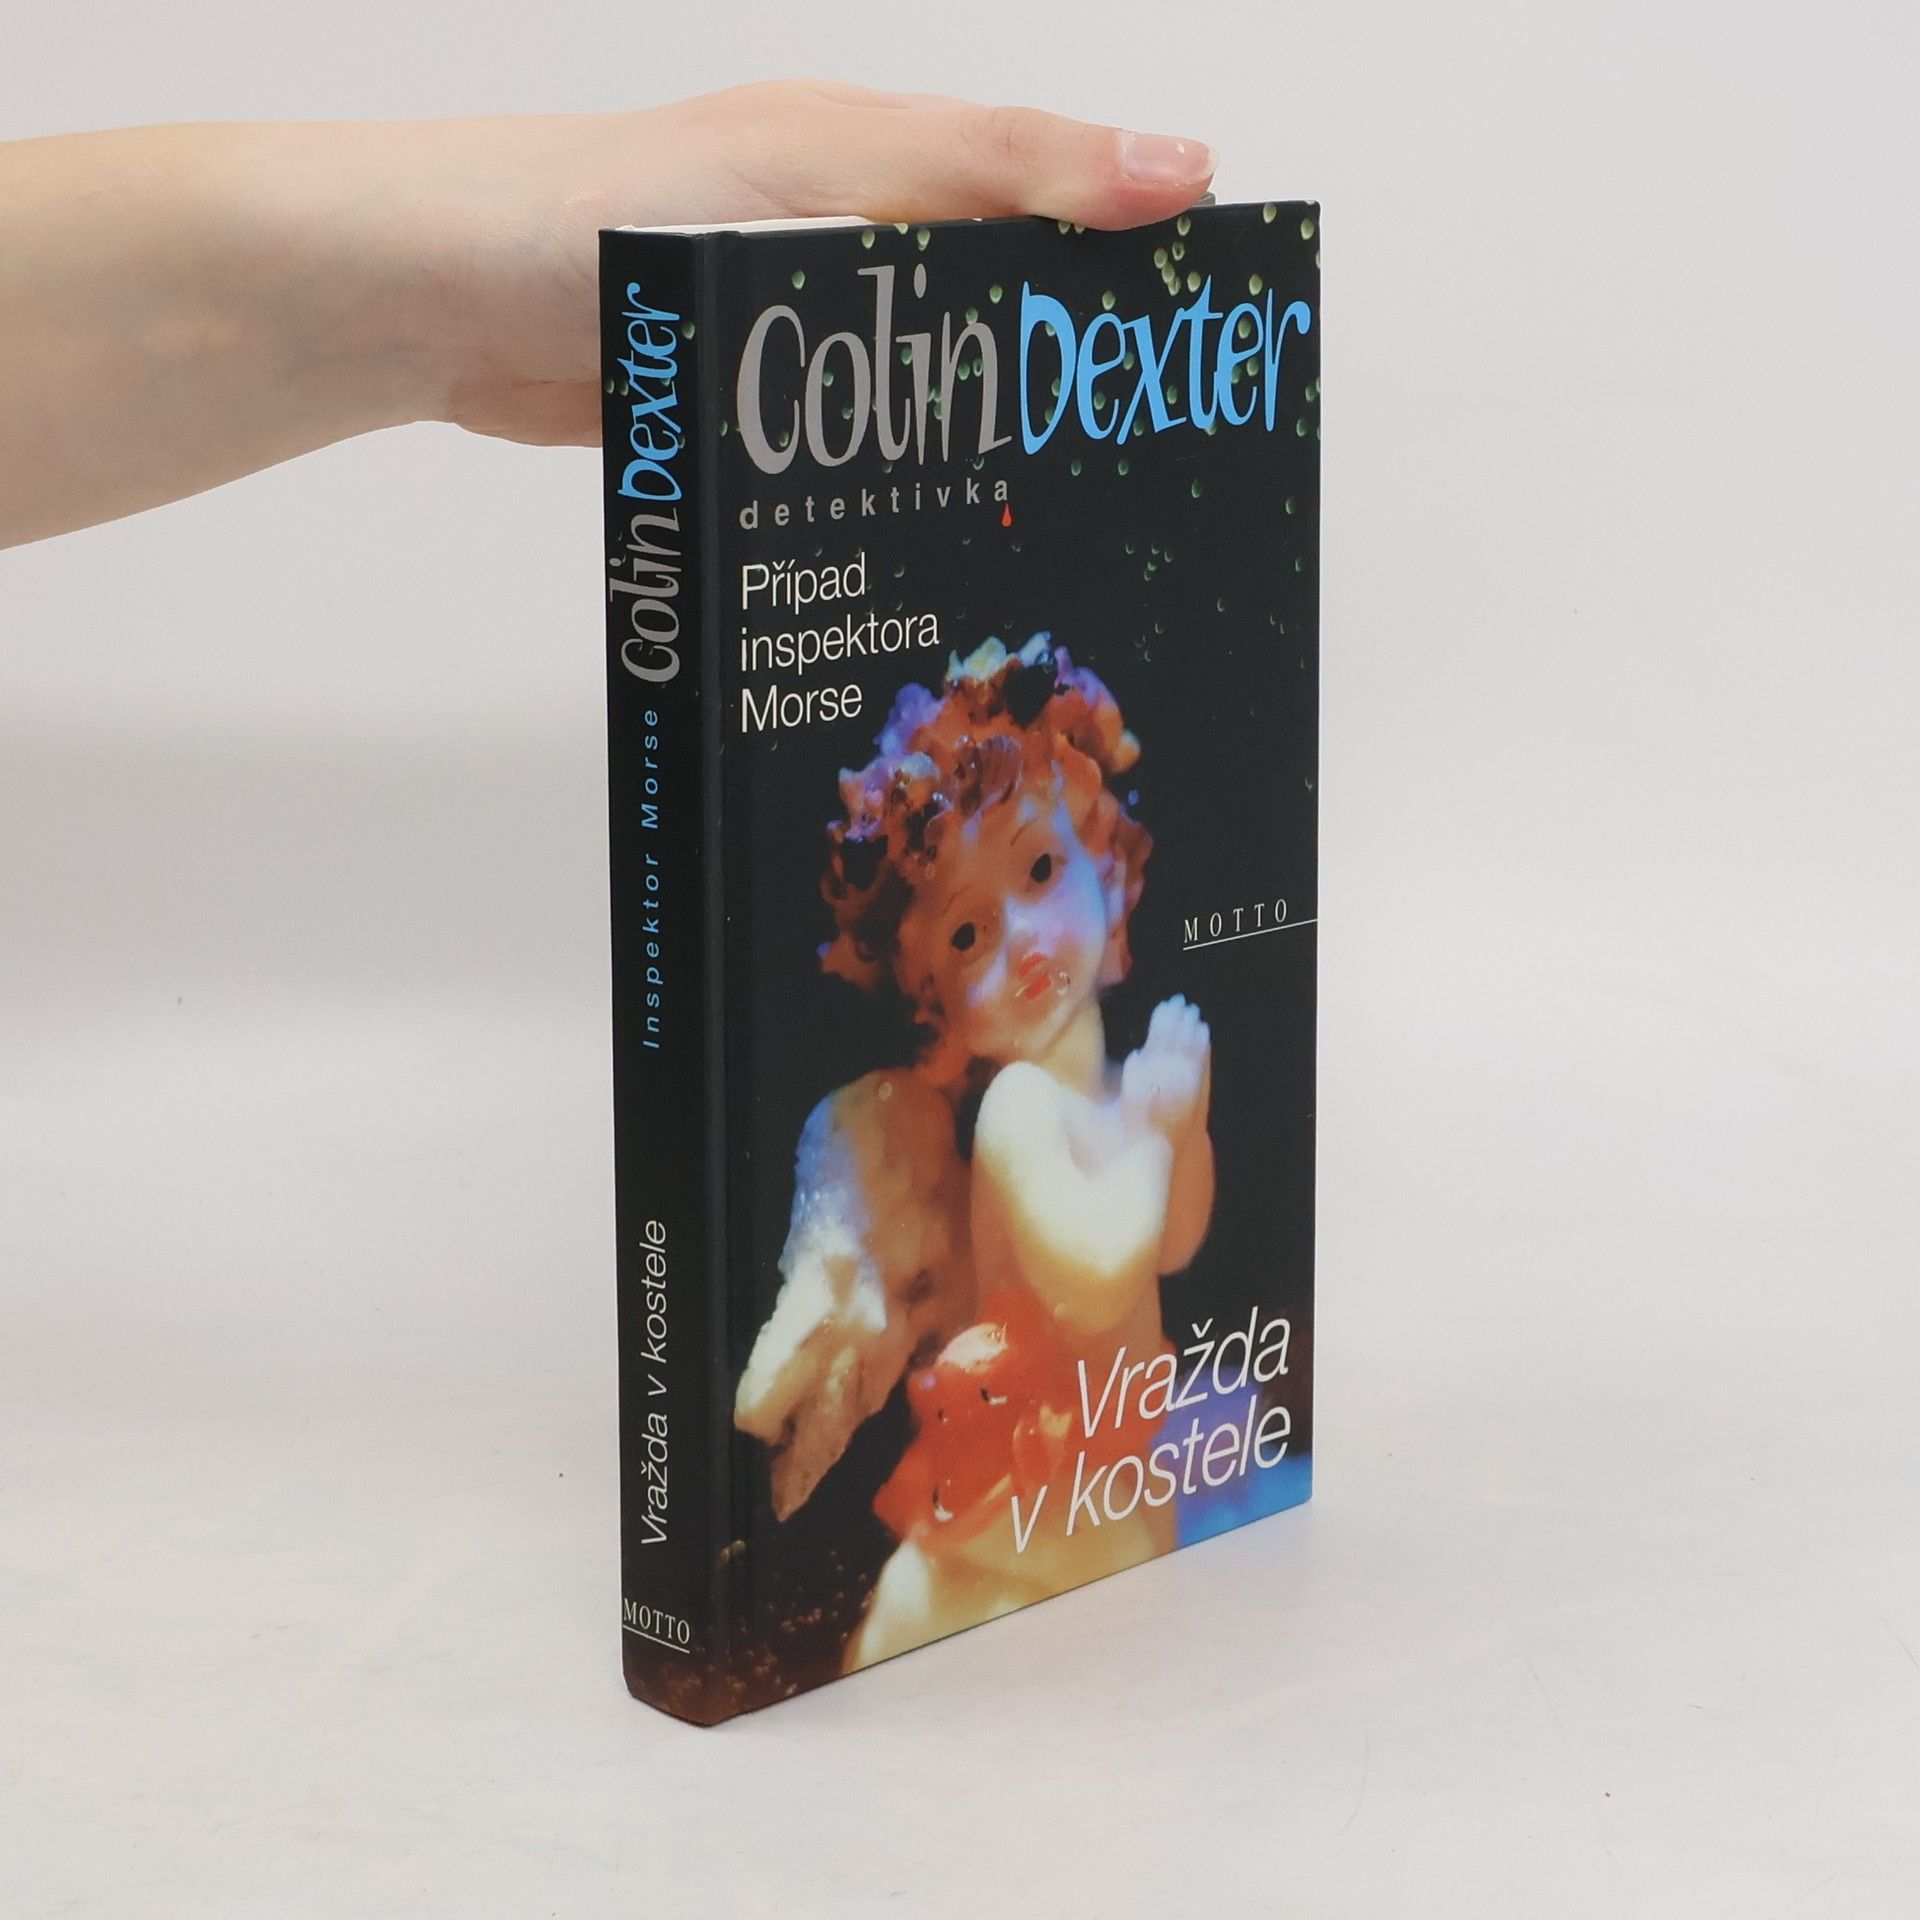 Colin Dexter
detektivka
Případ
inspektora
Morse
MOTTO
Vražda
v kostele
Colin Dexter
Inspektor Morse
Vražda v kostele
MOTTO